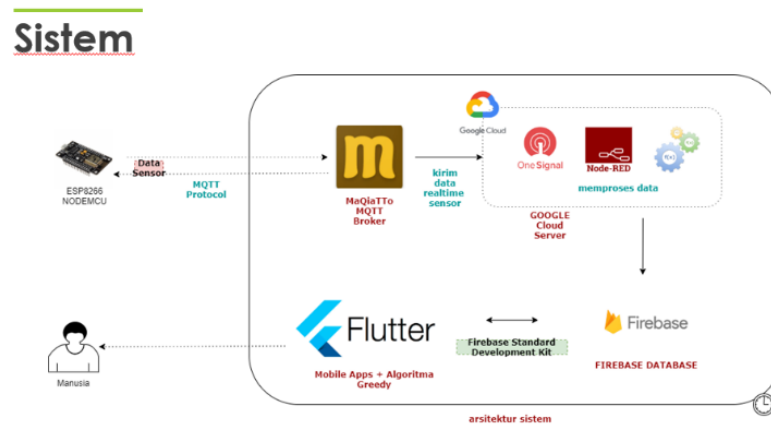 Sistem
Google Cloud
OneSignal
Node-RED
f(x)
memproses data
GOOGLE
Cloud
Server
m
MaQiaTTo
MQTT
Broker
kirim
data
realtime
sensor
Data
Sensor
MQTT
Protocol
ESP8266
NODEMCU
Flutter
Mobile Apps + Algoritma
Greedy
Firebase Standard
Development Kit
Firebase
FIREBASE DATABASE
Manusia
arsitektur sistem